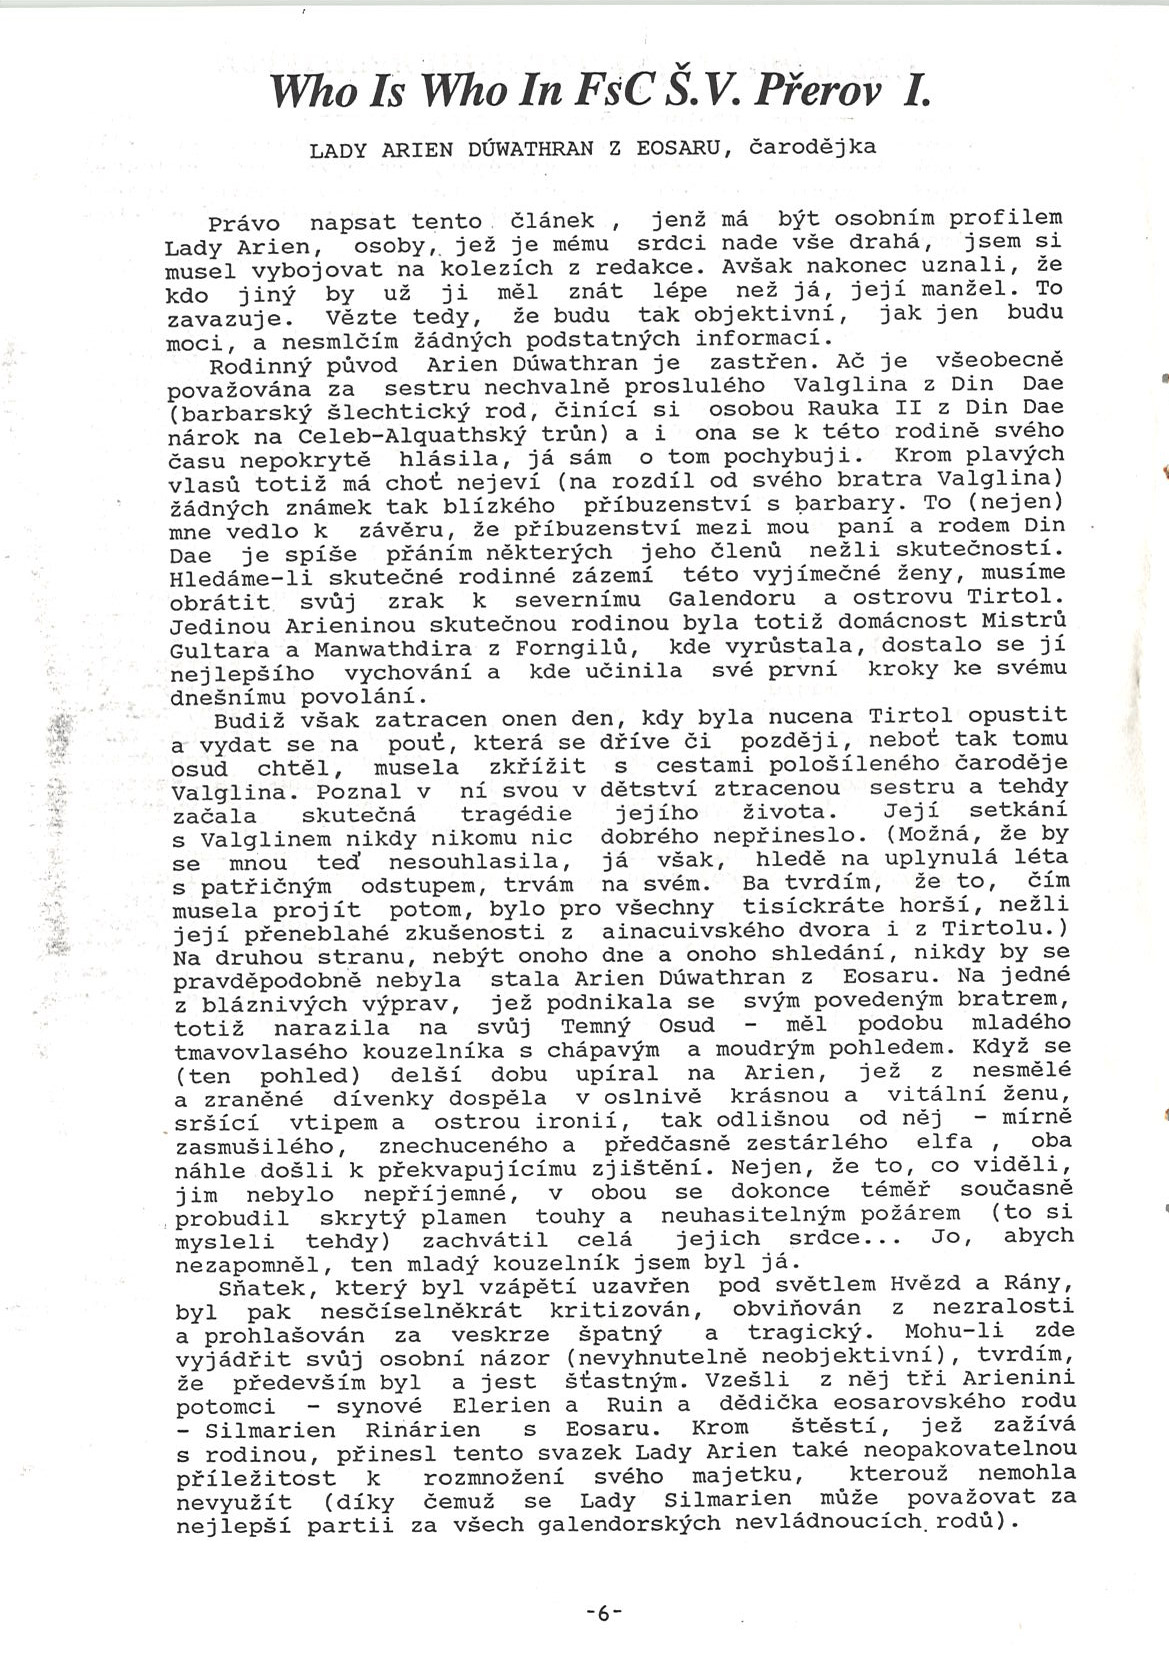 Who Is Who In FsC Š.V. Přerov I.
LADY ARIEN DÚWATHRAN Z EOSARU, čarodějka
Právo napsat tento článek , jenž má být osobním profilem
Lady Arien, osoby, jež je mému srdci nade vše drahá, jsem si
musel vybojovat na kolezích z redakce. Avšak nakonec uznali, že
kdo jiný by už ji měl znát lépe než já, její manžel. To
zavazuje. Vězte tedy, že budu tak objektivní, jak jen budu
moci, a nesmlčím žádných podstatných informací.
Rodinný původ Arien Dúwathran je zastřen. Ač je všeobecně
považována za sestru nechvalně proslulého Valglina z Din Dae
(barbarský šlechtický rod, činící si osobou Rauka II z Din Dae
nárok na Celeb-Alquathský trůn) a i ona se k této rodině svého
času nepokrytě hlásila, já sám o tom pochybuji. Krom plavých
vlasů totiž má choť nejeví (na rozdíl od svého bratra Valglina)
žádných známek tak blízkého příbuzenství s barbary. To (nejen)
mne vedlo k závěru, že příbuzenství mezi mou paní a rodem Din
Dae je spíše přáním některých jeho členů nežli skutečností.
Hledáme-li skutečné rodinné zázemí této vyjímečné ženy, musíme
obrátit svůj zrak k severnímu Galendoru a ostrovu Tirtol.
Jedinou Arieninou skutečnou rodinou byla totiž domácnost Mistrů
Gultara a Manwathdira z Forngilů, kde vyrůstala, dostalo se jí
nejlepšího vychování a kde učinila své první kroky ke svému
dnešnímu povolání.
Budiž však zatracen onen den, kdy byla nucena Tirtol opustit
a vydat se na pouť, která se dříve či později, neboť tak tomu
osud chtěl, musela zkřížit s cestami pološíleného čaroděje
Valglina. Poznal v ní svou v dětství ztracenou sestru a tehdy
začala skutečná tragédie jejího života. Její setkání
s Valglinem nikdy nikomu nic dobrého nepřineslo. (Možná, že by
se mnou teď nesouhlasila, já však, hledě na uplynulá léta
s patřičným odstupem, trvám na svém. Ba tvrdím, že to, čím
musela projít potom, bylo pro všechny tisíckráte horší, nežli
její přeneblahé zkušenosti z ainacuivského dvora i z Tirtolu.)
Na druhou stranu, nebýt onoho dne a onoho shledání, nikdy by se
pravděpodobně nebyla stala Arien Dúwathran z Eosaru. Na jedné
z bláznivých výprav, jež podnikala se svým povedeným bratrem,
totiž narazila na svůj Temný Osud - měl podobu mladého
tmavovlasého kouzelníka s chápavým a moudrým pohledem. Když se
(ten pohled) delší dobu upíral na Arien, jež z nesmělé
a zraněné dívenky dospěla v oslnivě krásnou a vitální ženu,
sršící vtipem a ostrou ironií, tak odlišnou od něj - mírně
zasmušilého, znechuceného a předčasně zestárlého elfa , oba
náhle došli k překvapujícímu zjištění. Nejen, že to, co viděli,
jim nebylo nepříjemné, v obou se dokonce téměř současně
probudil skrytý plamen touhy a neuhasitelným požárem (to si
mysleli tehdy) zachvátil celá jejich srdce... Jo, abych
nezapomněl, ten mladý kouzelník jsem byl já.
Sňatek, který byl vzápětí uzavřen pod světlem Hvězd a Rány,
byl pak nesčíselněkrát kritizován, obviňován z nezralosti
a prohlašován za veskrze špatný a tragický. Mohu-li zde
vyjádřit svůj osobní názor (nevyhnutelně neobjektivní), tvrdím,
že především byl a jest šťastným. Vzešli z něj tři Arienini
potomci - synové Elerien a Ruin a dědička eosarovského rodu
- Silmarien Rinárien s Eosaru. Krom štěstí, jež zažívá
s rodinou, přinesl tento svazek Lady Arien také neopakovatelnou
příležitost k rozmnožení svého majetku, kterouž nemohla
nevyužít (díky čemuž se Lady Silmarien může považovat za
nejlepší partii za všech galendorských nevládnoucích rodů).
-6-